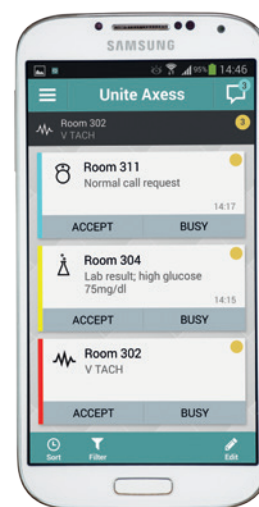 SAMSUNG
95% 14:46
Unite Axess
Room 302
V TACH
3
Room 311
Normal call request
14:17
ACCEPT BUSY
Room 304
Lab result; high glucose
75mg/dl
14:15
ACCEPT BUSY
Room 302
V TACH
ACCEPT BUSY
Sort Filter Edit